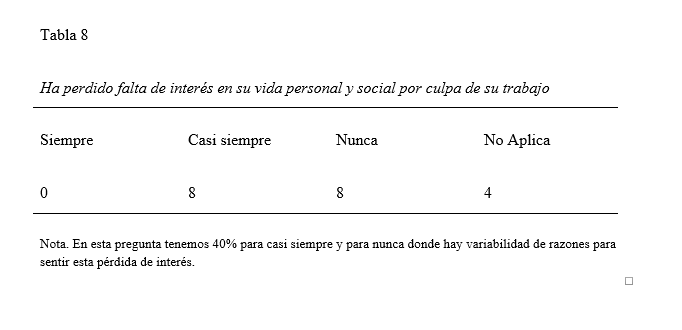 Tabla 8
Ha perdido falta de interés en su vida personal y social por culpa de su trabajo
Siempre Casi siempre Nunca No Aplica
0 8 8 4
Nota. En esta pregunta tenemos 40% para casi siempre y para nunca donde hay variabilidad de razones para
sentir esta pérdida de interés.